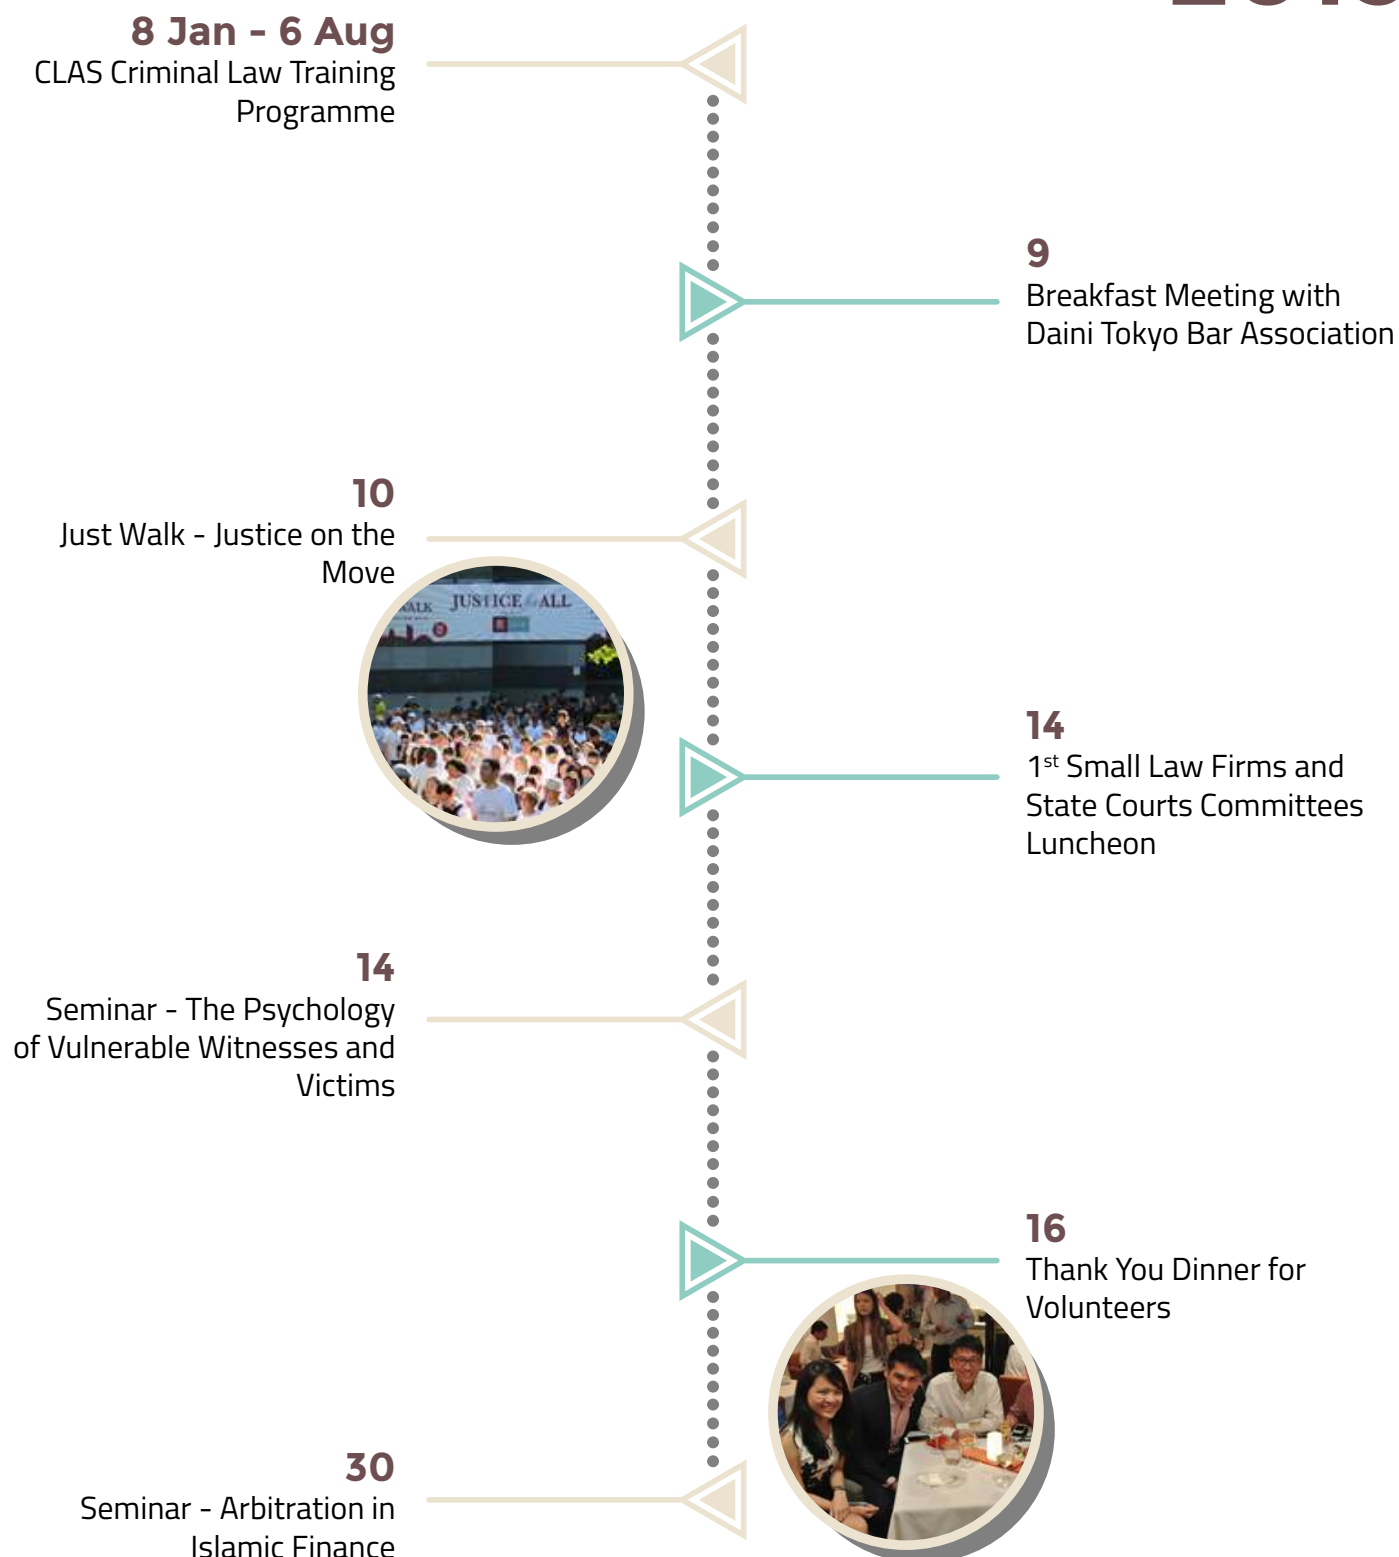 8 Jan - 6 Aug
CLAS Criminal Law Training
Programme
9
Breakfast Meeting with
Daini Tokyo Bar Association
10
Just Walk - Justice on the
Move
WALK
JUSTICE for ALL
14
1st Small Law Firms and
State Courts Committees
Luncheon
14
Seminar - The Psychology
of Vulnerable Witnesses and
Victims
16
Thank You Dinner for
Volunteers
30
Seminar - Arbitration in
Islamic Finance